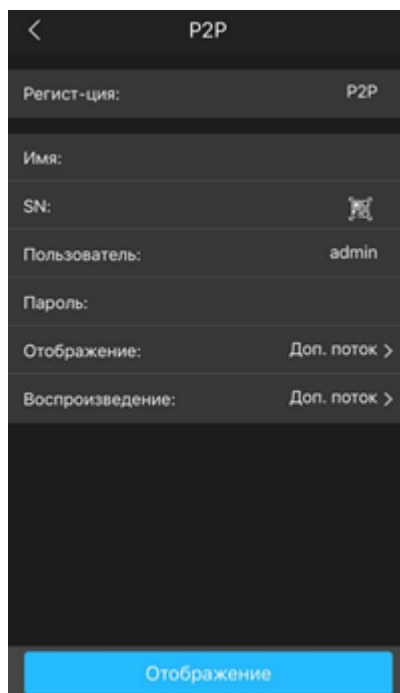 P2P
Регист-ция: P2P
Имя:
SN:
Пользователь: admin
Пароль:
Отображение: Доп. поток
Воспроизведение: Доп. поток
Отображение